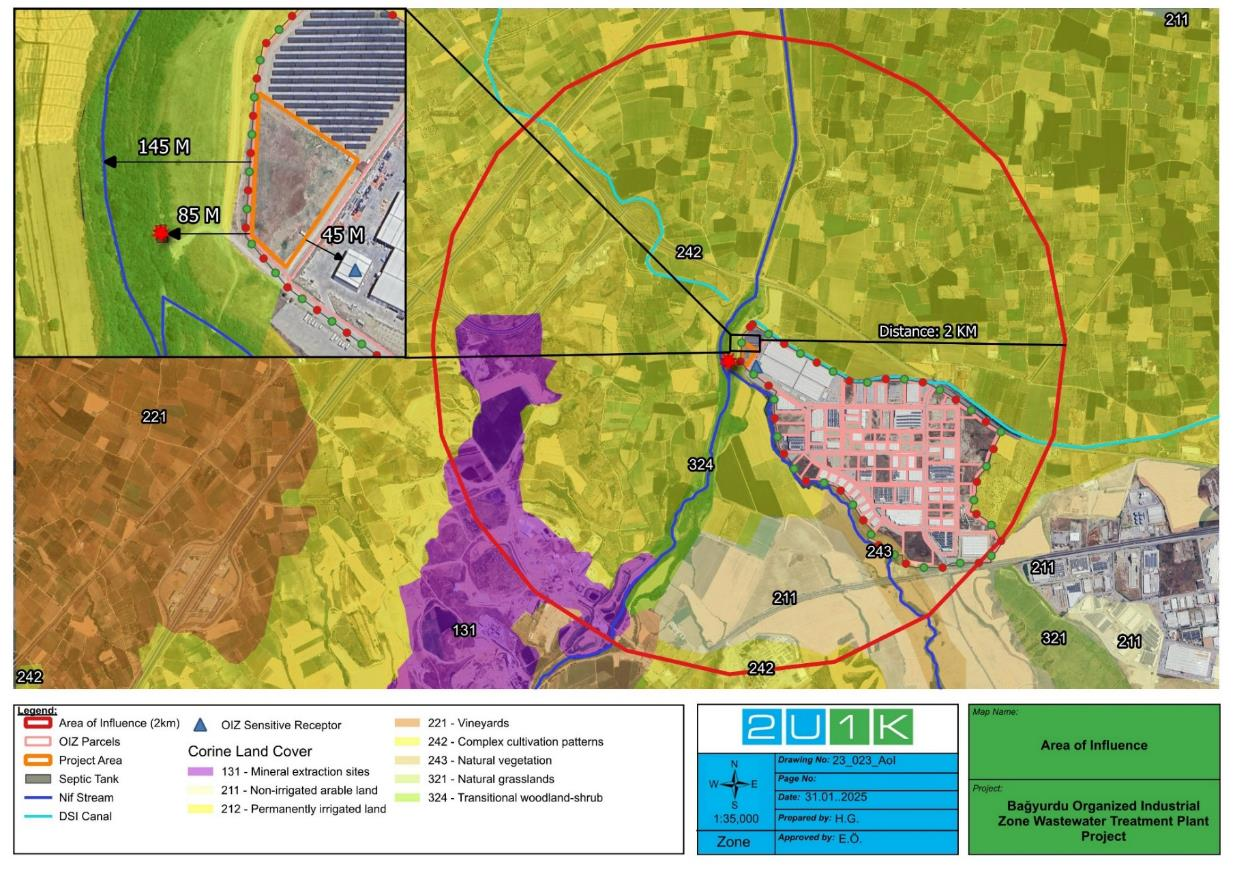 211
145 M
85 M
45 M
242
Distance: 2 KM
221
324
243
211
211
131
321
211
242
242
Legend:
Area of Influence (2km)
OIZ Parcels
Project Area
Septic Tank
Nif Stream
DSI Canal
OIZ Sensitive Receptor
Corine Land Cover
131 - Mineral extraction sites
211 - Non-irrigated arable land
212 - Permanently irrigated land
221 - Vineyards
242 - Complex cultivation patterns
243 - Natural vegetation
321 - Natural grasslands
324 - Transitional woodland-shrub
2U1K
N
W E
S
1:35,000
Zone
Drawing No: 23_023_AoI
Page No:
Date: 31.01..2025
Prepared by: H.G.
Approved by: E.Ö.
Map Name:
Area of Influence
Project:
Bağyurdu Organized Industrial
Zone Wastewater Treatment Plant
Project